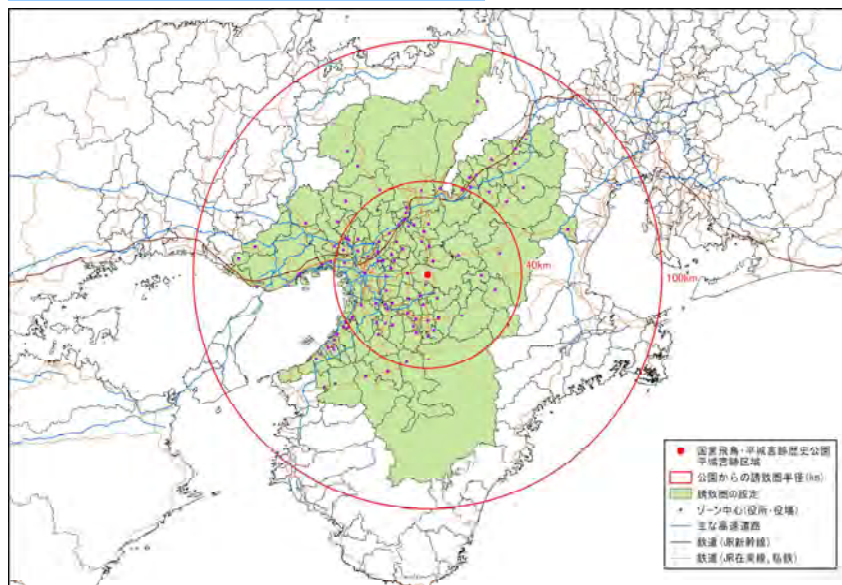 40km
100km
国営飛鳥・平城宮跡歴史公園
平城宮跡区域
公園からの誘致圏半径(km)
誘致圏の設定
ゾーン中心(役所・役場)
主な高速道路
鉄道(JR新幹線)
鉄道(JR在来線、私鉄)